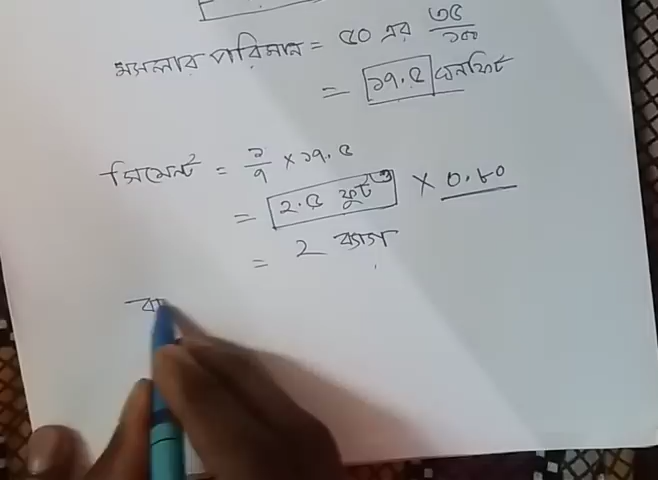 মসলার পরিমান = ৫০ এর ৩৫/১০০
= ১৭.৫ ঘনফিট
সিমেন্ট = ১/৭ × ১৭.৫
= ২.৫ ফুট³ × ০.৮০
= 2 ব্যাগ
বা